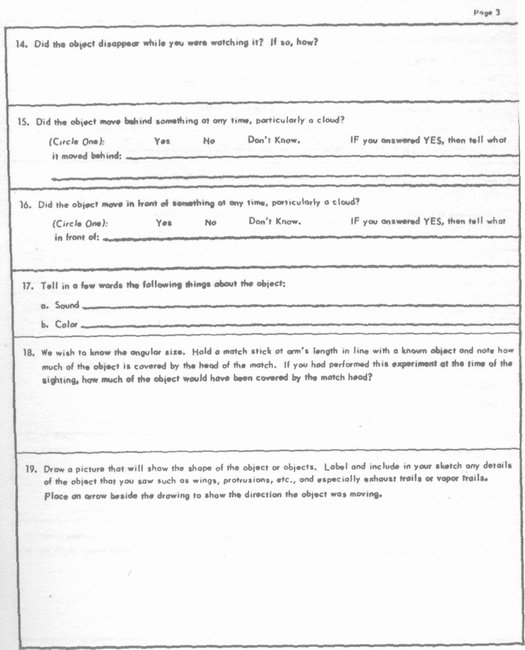 Page 3
14. Did the object disappear while you were watching it? If so, how?
15. Did the object move behind something at any time, particularly a cloud?
(Circle One): Yes No Don't Know. IF you answered YES, then tell what
it moved behind:
16. Did the object move in front of something at any time, particularly a cloud?
(Circle One): Yes No Don't Know. IF you answered YES, then tell what
in front of:
17. Tell in a few words the following things about the object:
a. Sound
b. Color
18. We wish to know the angular size. Hold a match stick at arm's length in line with a known object and note how
much of the object is covered by the head of the match. If you had performed this experiment at the time of the
sighting, how much of the object would have been covered by the match head?
19. Draw a picture that will show the shape of the object or objects. Label and include in your sketch any details
of the object that you saw such as wings, protrusions, etc., and especially exhaust trails or vapor trails.
Place an arrow beside the drawing to show the direction the object was moving.